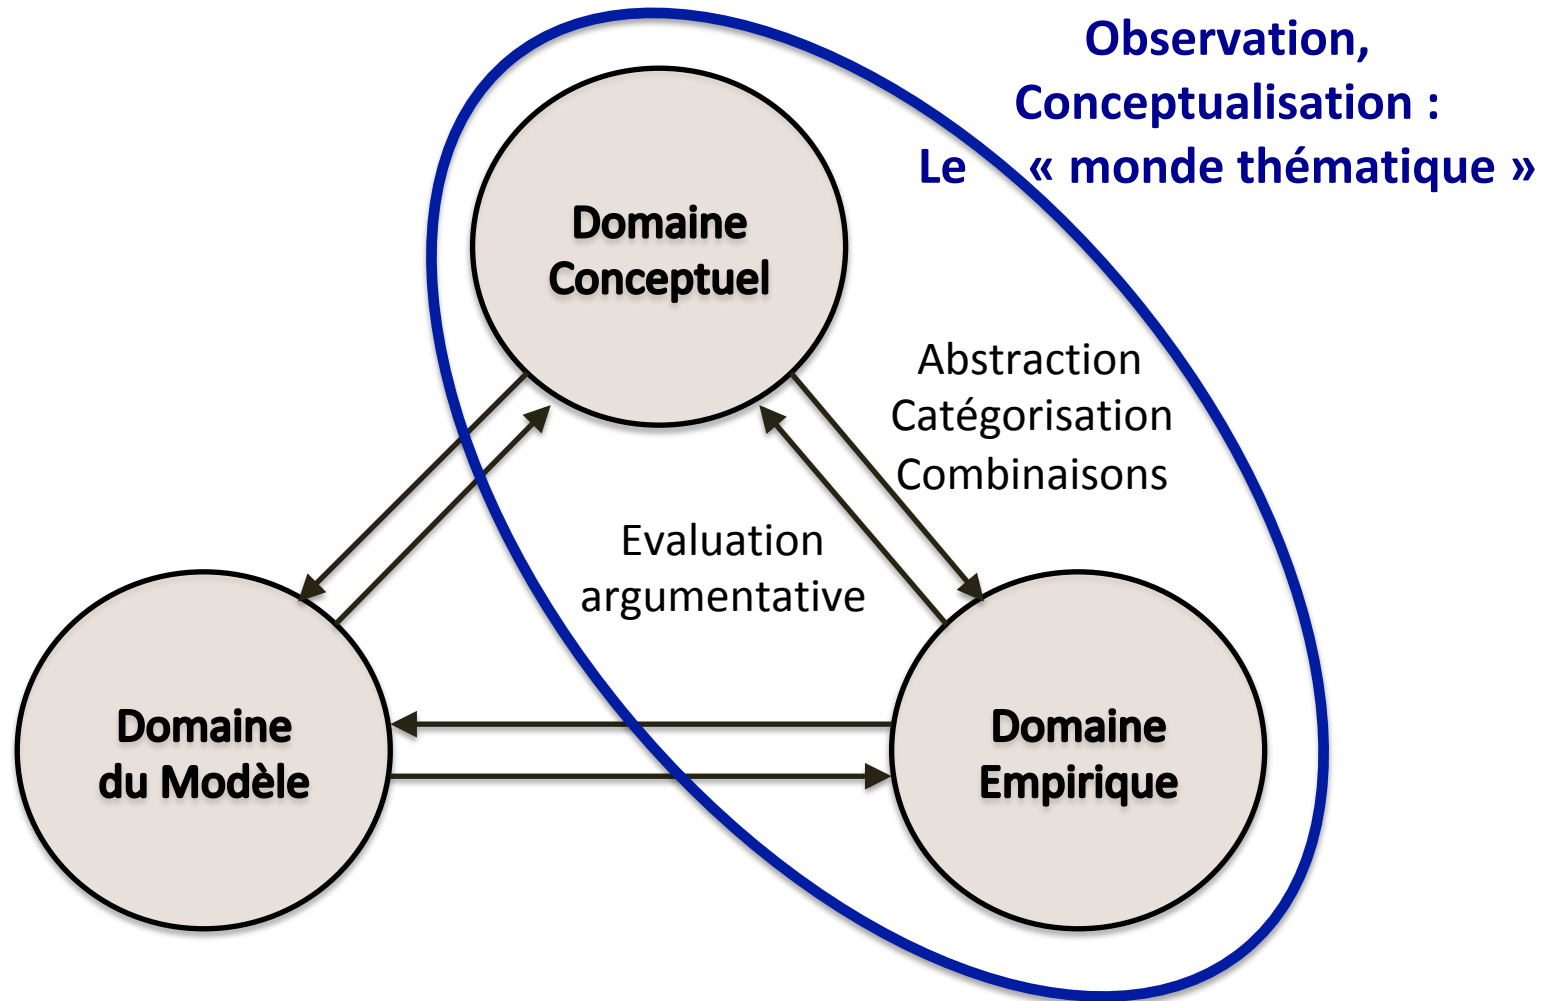 Observation,
Conceptualisation :
Le « monde thématique »
Domaine
Conceptuel
Abstraction
Catégorisation
Combinaisons
Evaluation
argumentative
Domaine
du Modèle
Domaine
Empirique